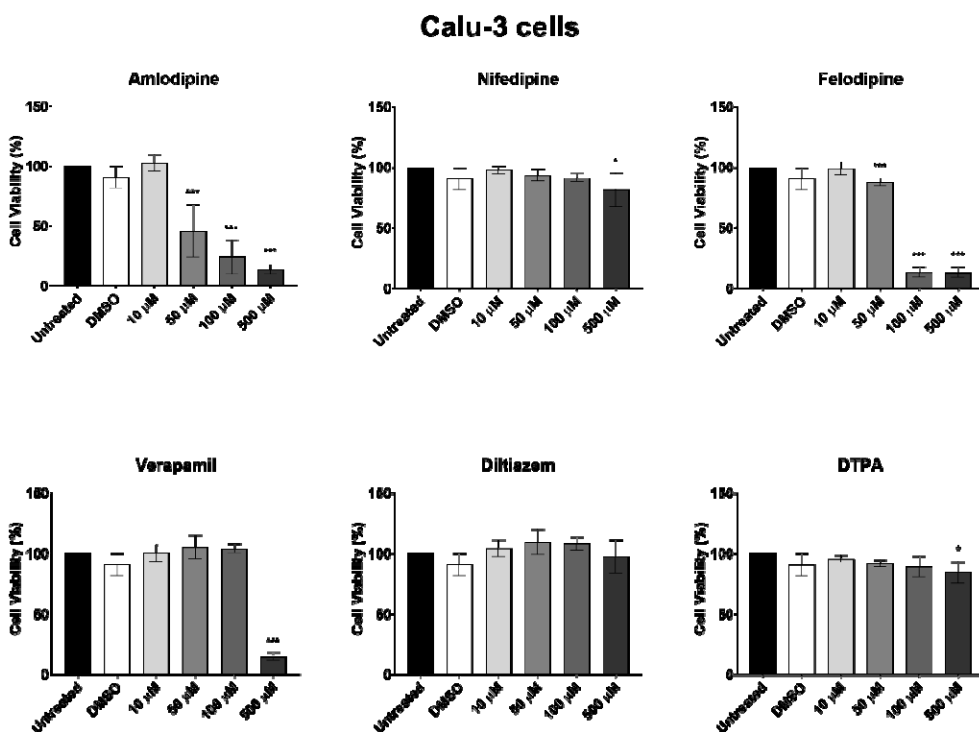 Calu-3 cells
Amlodipine
Nifedipine
Felodipine
Cell Viability (%)
150
100
50
0
***
***
***
Untreated
DMSO
10 µM
50 µM
100 µM
500 µM
Cell Viability (%)
150
100
50
0
*
Untreated
DMSO
10 µM
50 µM
100 µM
500 µM
Cell Viability (%)
150
100
50
0
***
***
***
Untreated
DMSO
10 µM
50 µM
100 µM
500 µM
Verapamil
Diltiazem
DTPA
Cell Viability (%)
150
100
50
0
***
Untreated
DMSO
10 µM
50 µM
100 µM
500 µM
Cell Viability (%)
150
100
50
0
Untreated
DMSO
10 µM
50 µM
100 µM
500 µM
Cell Viability (%)
150
100
50
0
*
Untreated
DMSO
10 µM
50 µM
100 µM
500 µM